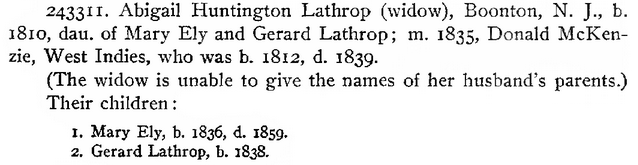 243311. Abigail Huntington Lathrop (widow), Boonton, N. J., b.
1810, dau. of Mary Ely and Gerard Lathrop; m. 1835, Donald McKen-
zie, West Indies, who was b. 1812, d. 1839.
(The widow is unable to give the names of her husband's parents.)
Their children:
1. Mary Ely, b. 1836, d. 1859.
2. Gerard Lathrop, b. 1838.